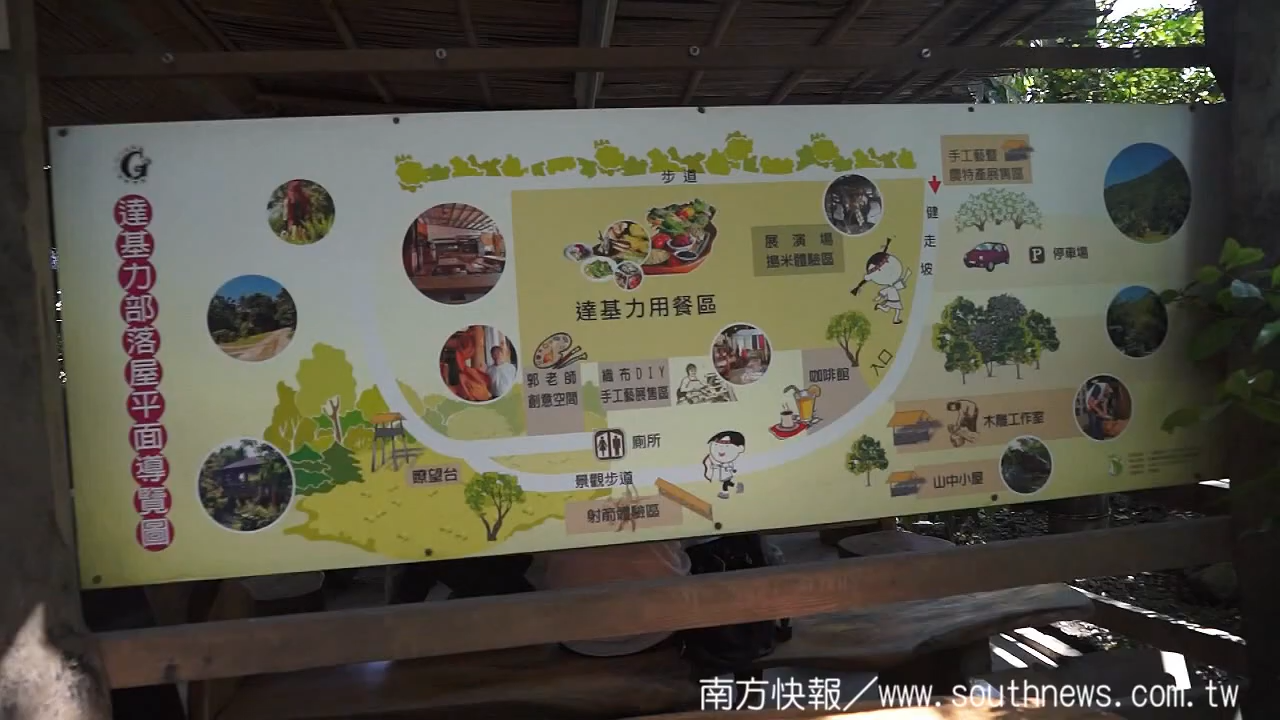 G
達基力部落屋平面導覽圖
步道
手工藝暨
農特產展售區
健走坡
P 停車場
展演場
搗米體驗區
達基力用餐區
郭老師
創意空間
織布DIY
手工藝展售區
咖啡館
入口
木雕工作室
廁所
瞭望台
景觀步道
山中小屋
射箭體驗區
南方快報／www.southnews.com.tw